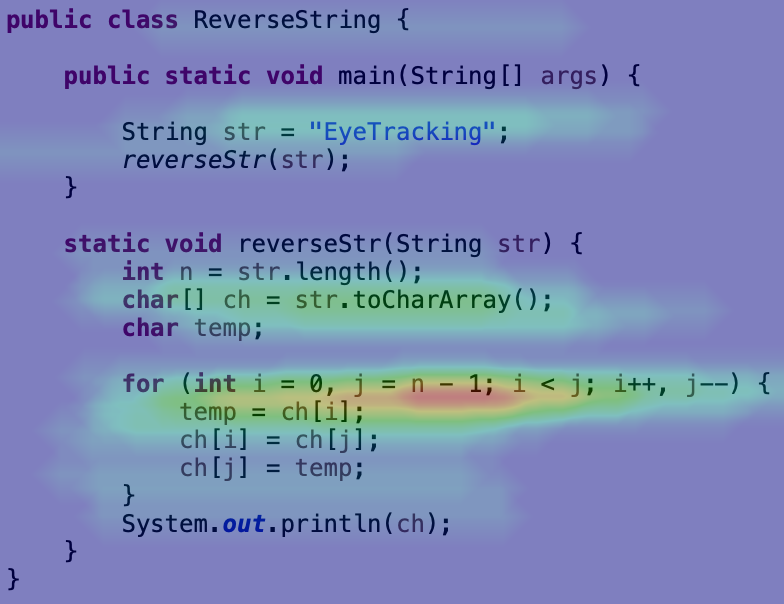 public class ReverseString {
public static void main(String[] args) {
String str = "EyeTracking";
reverseStr(str);
}
static void reverseStr(String str) {
int n = str.length();
char[] ch = str.toCharArray();
char temp;
for (int i = 0, j = n - 1; i < j; i++, j--) {
temp = ch[i];
ch[i] = ch[j];
ch[j] = temp;
}
System.out.println(ch);
}
}